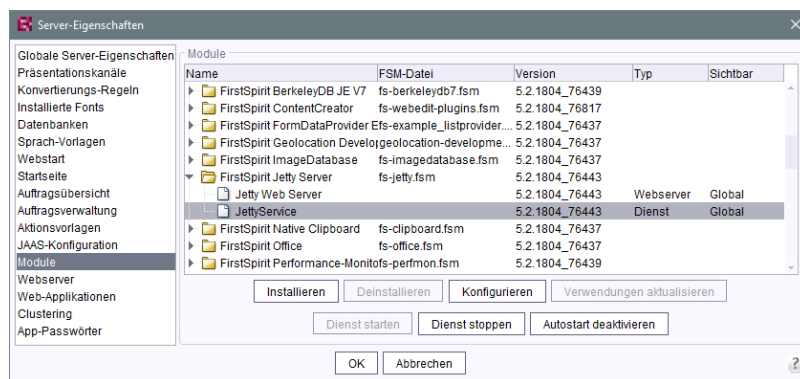 Server-Eigenschaften
Globale Server-Eigenschaften
Präsentationskanäle
Konvertierungs-Regeln
Installierte Fonts
Datenbanken
Sprach-Vorlagen
Webstart
Startseite
Auftragsübersicht
Auftragsverwaltung
Aktionsvorlagen
JAAS-Konfiguration
Module
Webserver
Web-Applikationen
Clustering
App-Passwörter
Module
Name FSM-Datei Version Typ Sichtbar
FirstSpirit BerkeleyDB JE V7 fs-berkeleydb7.fsm 5.2.1804_76439
FirstSpirit ContentCreator fs-webedit-plugins.fsm 5.2.1804_76817
FirstSpirit FormDataProvider E fs-example_listprovider.... 5.2.1804_76437
FirstSpirit Geolocation Develop geolocation-developme... 5.2.1804_76437
FirstSpirit ImageDatabase fs-imagedatabase.fsm 5.2.1804_76437
FirstSpirit Jetty Server fs-jetty.fsm
Jetty Web Server 5.2.1804_76443 Webserver Global
JettyService 5.2.1804_76443 Dienst Global
FirstSpirit Native Clipboard fs-clipboard.fsm 5.2.1804_76437
FirstSpirit Office fs-office.fsm 5.2.1804_76437
FirstSpirit Performance-Monito fs-perfmon.fsm 5.2.1804_76439
Installieren Deinstallieren Konfigurieren Verwendungen aktualisieren
Dienst starten Dienst stoppen Autostart deaktivieren
OK Abbrechen ?